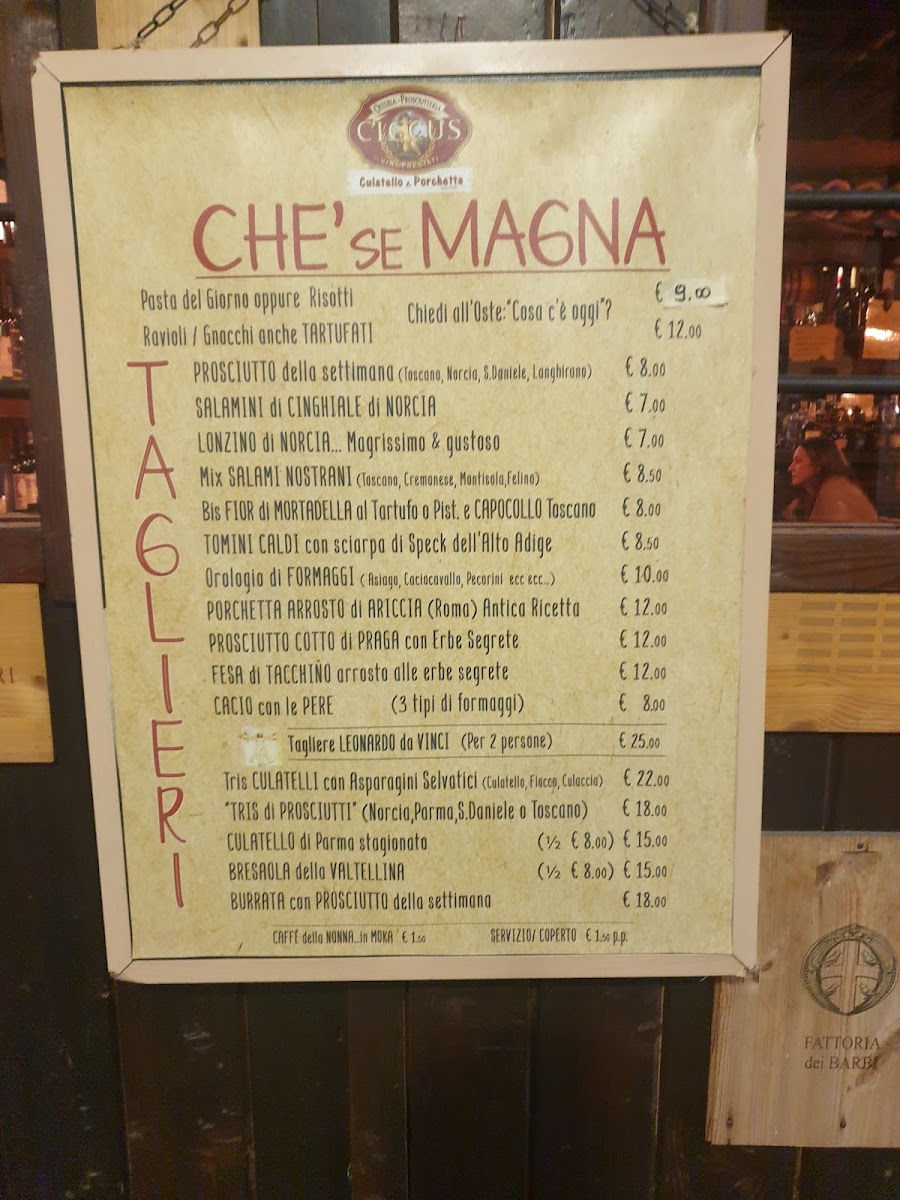 OSTERIA - PROSCIUTTERIA
CICCUS
Culatello e Porchetta
CHE' SE MAGNA
Pasta del Giorno oppure Risotti € 9.00
Chiedi all'Oste: "Cosa c'è oggi"?
Ravioli / Gnocchi anche TARTUFATI € 12.00
TAGLIERI
PROSCIUTTO della settimana (Toscano, Norcia, S.Daniele, Langhirano) € 8.00
SALAMINI di CINGHIALE di NORCIA € 7.00
LONZINO di NORCIA... Magrissimo & gustoso € 7.00
Mix SALAMI NOSTRANI (Toscano, Cremonese, Montisola,Felino) € 8.50
Bis FIOR di MORTADELLA al Tartufo o Pist. e CAPOCOLLO Toscano € 8.00
TOMINI CALDI con sciarpa di Speck dell'Alto Adige € 8.50
Orologio di FORMAGGI ( Asiago, Caciocavallo, Pecorini ecc ecc...) € 10.00
PORCHETTA ARROSTO di ARICCIA (Roma) Antica Ricetta € 12.00
PROSCIUTTO COTTO di PRAGA con Erbe Segrete € 12.00
FESA di TACCHIÑO arrosto alle erbe segrete € 12.00
CACIO con le PERE (3 tipi di formaggi) € 8.00
Tagliere LEONARDO da VINCI (Per 2 persone) € 25.00
Tris CULATELLI con Asparagini Selvatici (Culatello, Fiocco, Culaccia) € 22.00
"TRIS di PROSCIUTTI" (Norcia,Parma,S.Daniele o Toscano) € 18.00
CULATELLO di Parma stagionato (½ € 8.00) € 15.00
BRESAOLA della VALTELLINA (½ € 8.00) € 15.00
BURRATA con PROSCIUTTO della settimana € 18.00
CAFFÉ della NONNA...in MOKA € 1.50 SERVIZIO/ COPERTO € 1.50 p.p.
RI
FATTORIA
dei BARBI